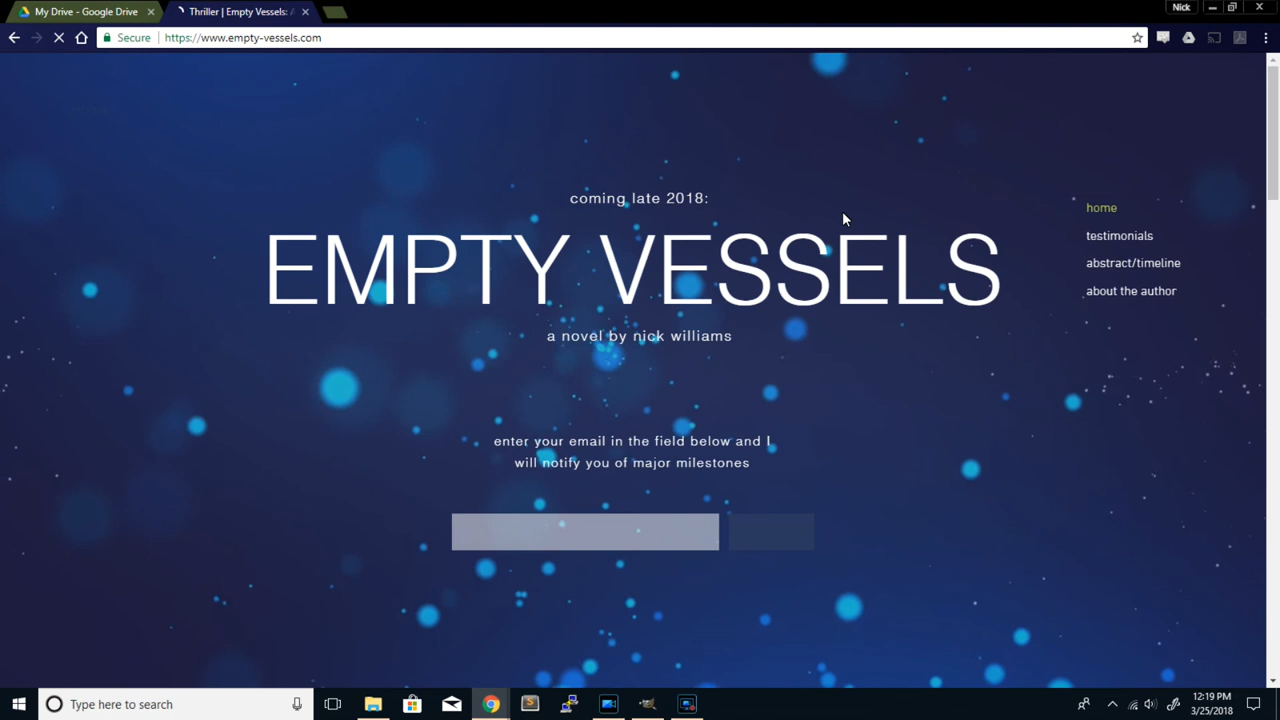 My Drive - Google Drive
Thriller | Empty Vessels: A
Nick
Secure
https://www.empty-vessels.com
coming late 2018:
EMPTY VESSELS
a novel by nick williams
home
testimonials
abstract/timeline
about the author
enter your email in the field below and I
will notify you of major milestones
Type here to search
12:19 PM
3/25/2018